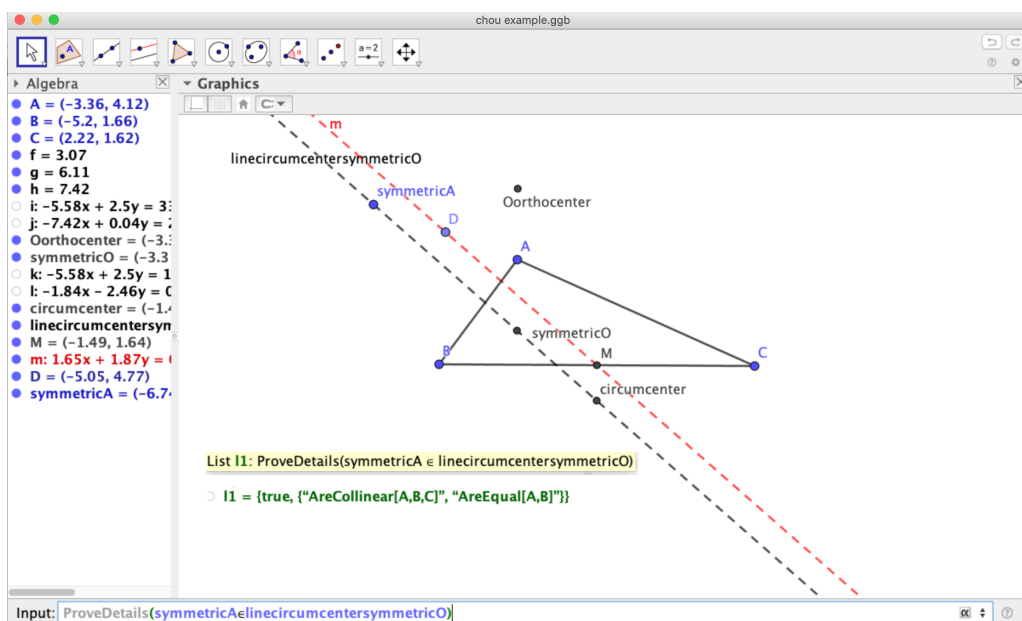 chou example.ggb
A
α
a=2
Algebra
Graphics
A = (–3.36, 4.12)
B = (–5.2, 1.66)
C = (2.22, 1.62)
f = 3.07
g = 6.11
h = 7.42
i: –5.58x + 2.5y = 3
j: –7.42x + 0.04y =
Oorthocenter = (–3.3
symmetricO = (–3.3
k: –5.58x + 2.5y = 1
l: –1.84x – 2.46y = 0
circumcenter = (–1.4
linecircumcentersym
M = (–1.49, 1.64)
m: 1.65x + 1.87y =
D = (–5.05, 4.77)
symmetricA = (–6.7
m
linecircumcentersymmetricO
symmetricA
Oorthocenter
D
A
symmetricO
B
M
C
circumcenter
List l1: ProveDetails(symmetricA ∈ linecircumcentersymmetricO)
l1 = {true, {“AreCollinear[A,B,C]”, “AreEqual[A,B]”}}
Input: ProveDetails(symmetricA∈linecircumcentersymmetricO)
α